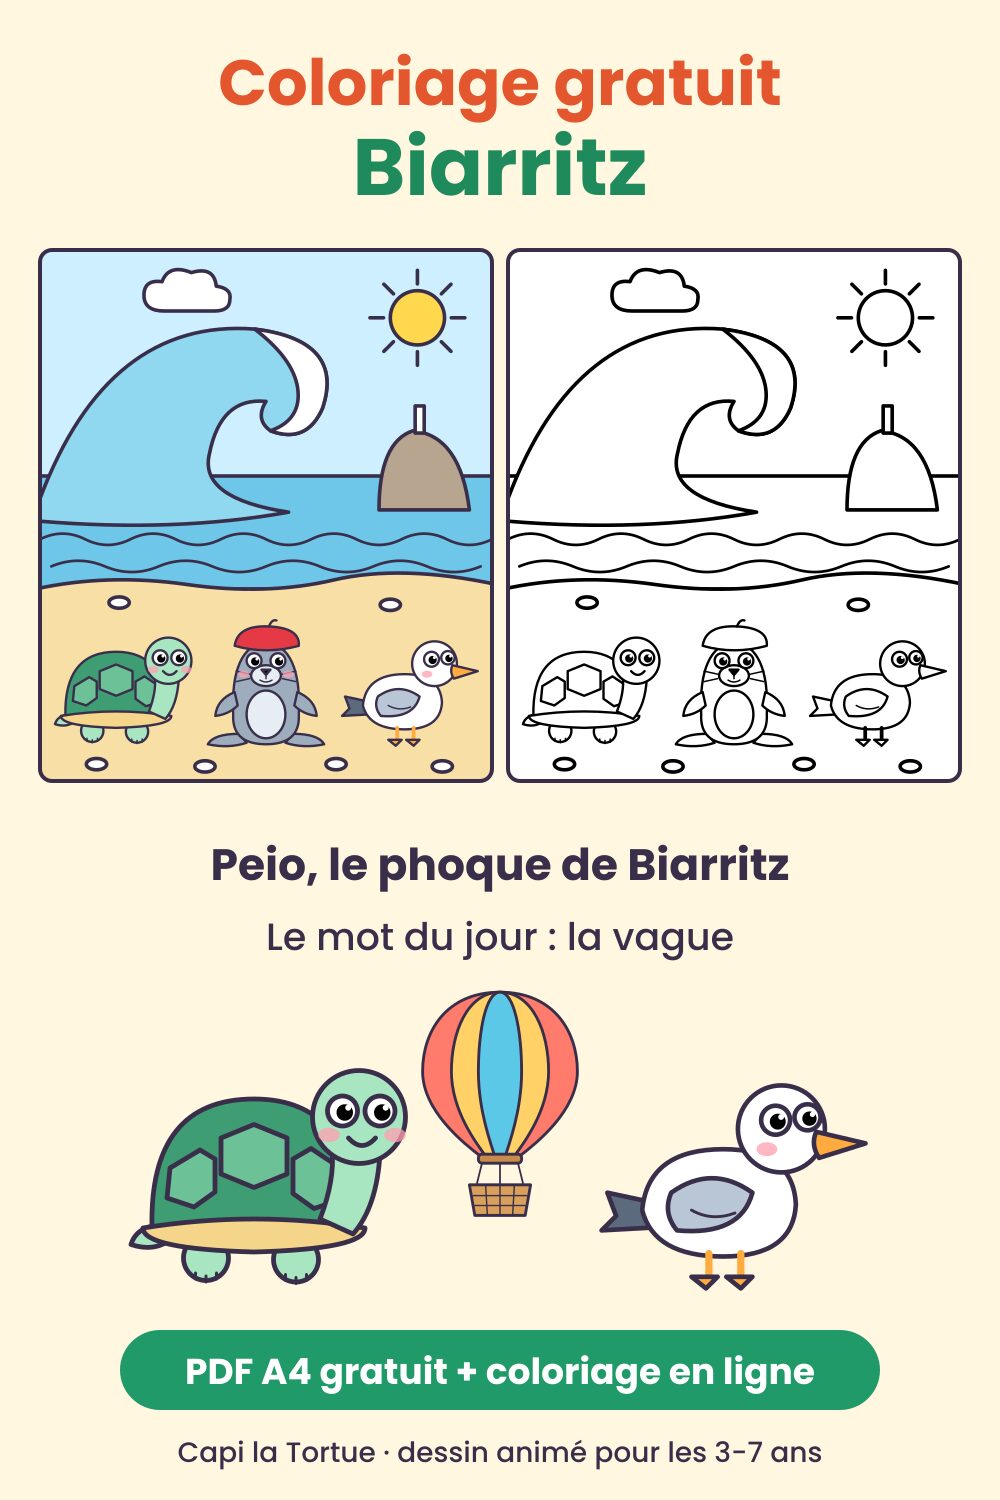 Coloriage gratuit
Biarritz
Peio, le phoque de Biarritz
Le mot du jour : la vague
PDF A4 gratuit + coloriage en ligne
Capi la Tortue · dessin animé pour les 3-7 ans